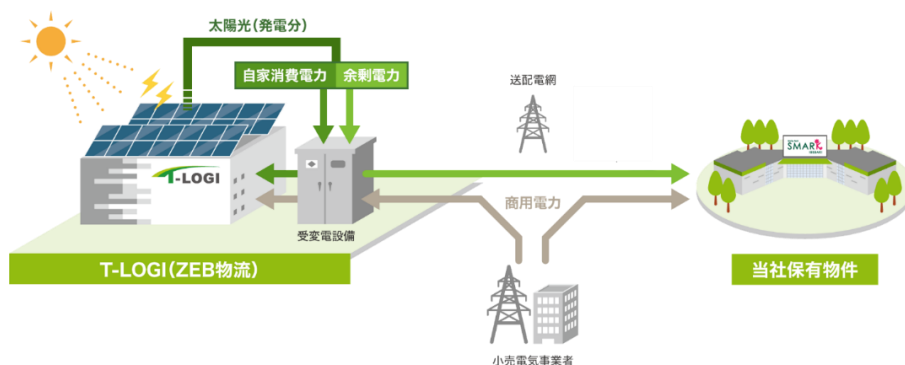 太陽光（発電分）
自家消費電力
余剰電力
送配電網
T-LOGI
SMARK
商用電力
受変電設備
T-LOGI（ZEB物流）
当社保有物件
小売電気事業者